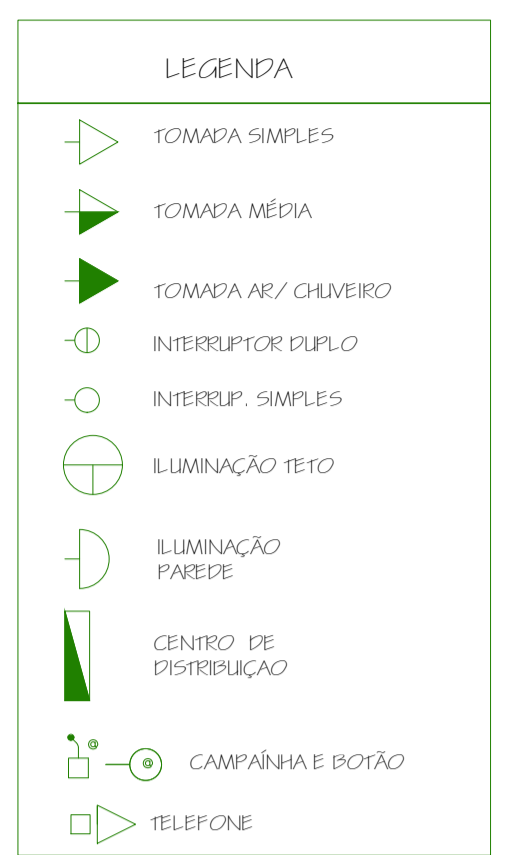 LEGENDA
TOMADA SIMPLES
TOMADA MÉDIA
TOMADA AR/ CHUVEIRO
INTERRUPTOR DUPLO
INTERRUP. SIMPLES
ILUMINAÇÃO TETO
ILUMINAÇÃO
PAREDE
CENTRO DE
DISTRIBUIÇAO
@ @ CAMPAÍNHA E BOTÃO
TELEFONE